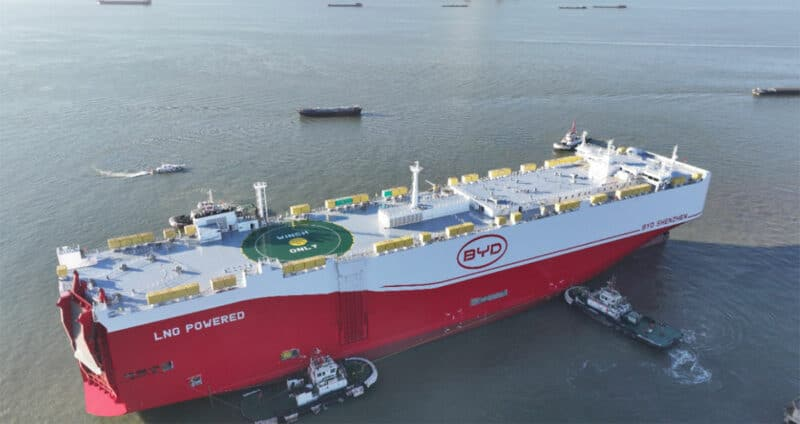 WINCH
ONLY
BYD
BYD SHENZHEN
LNG POWERED